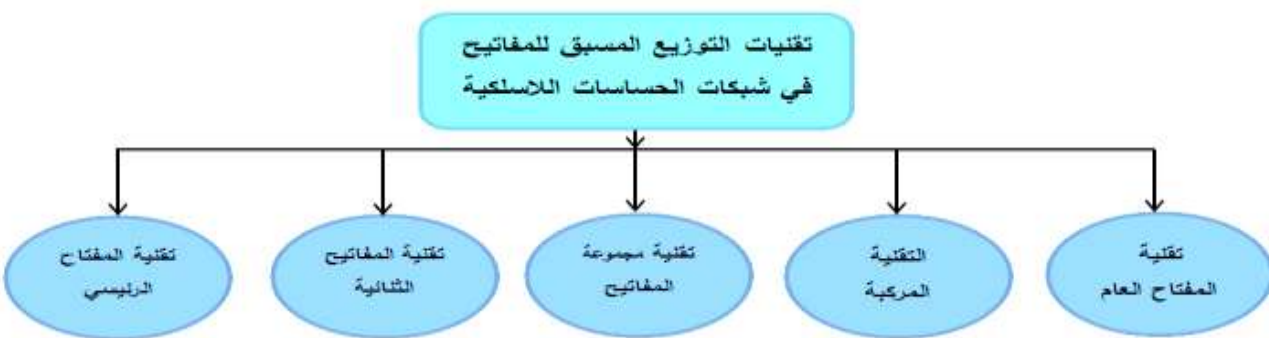 تقنيات التوزيع المسبق للمفاتيح
في شبكات الحساسات اللاسلكية
تقنية
المفتاح العام
التقنية
المركبة
تقنية مجموعة
المفاتيح
تقنية المفاتيح
الثنائية
تقنية المفتاح
الرئيسي